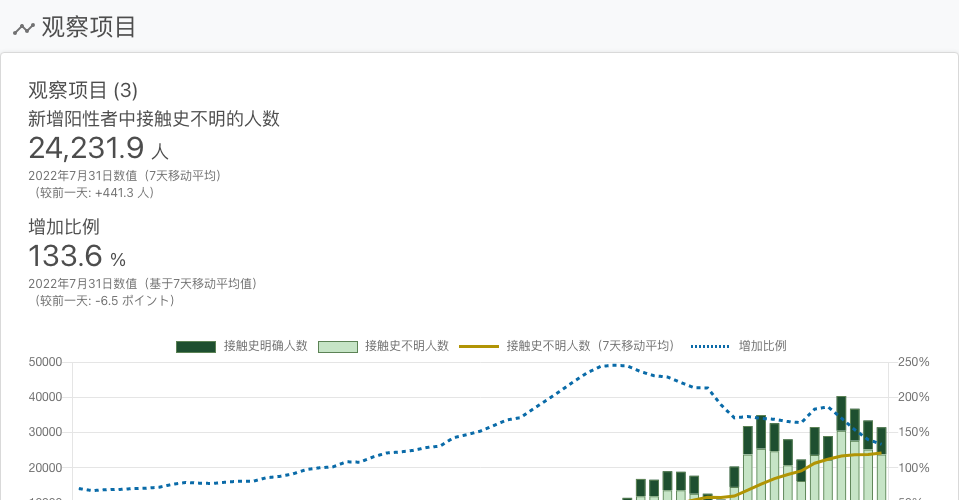 观察项目
观察项目 (3)
新增阳性者中接触史不明的人数
24,231.9 人
2022年7月31日数值（7天移动平均）
（较前一天: +441.3 人）
增加比例
133.6 %
2022年7月31日数值（基于7天移动平均值）
（较前一天: -6.5 ポイント）
接触史明确人数 接触史不明人数 接触史不明人数（7天移动平均） 增加比例
50000 250%
40000 200%
30000 150%
20000 100%